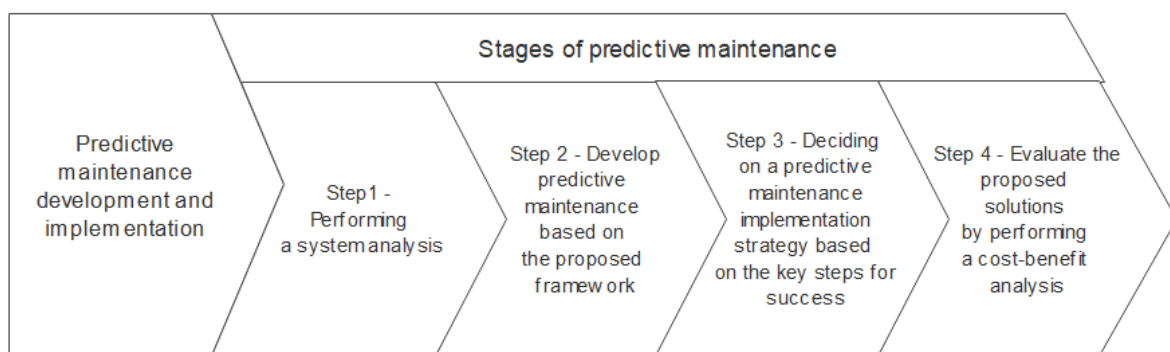 Stages of predictive maintenance
Predictive
maintenance
development and
implementation
Step1 -
Performing
a system analysis
Step 2 - Develop
predictive
maintenance
based on
the proposed
framework
Step 3 - Deciding
on a predictive
maintenance
implementation
strategy based
on the key steps for
success
Step 4 - Evaluate the
proposed
solutions
by performing
a cost-benefit
analysis